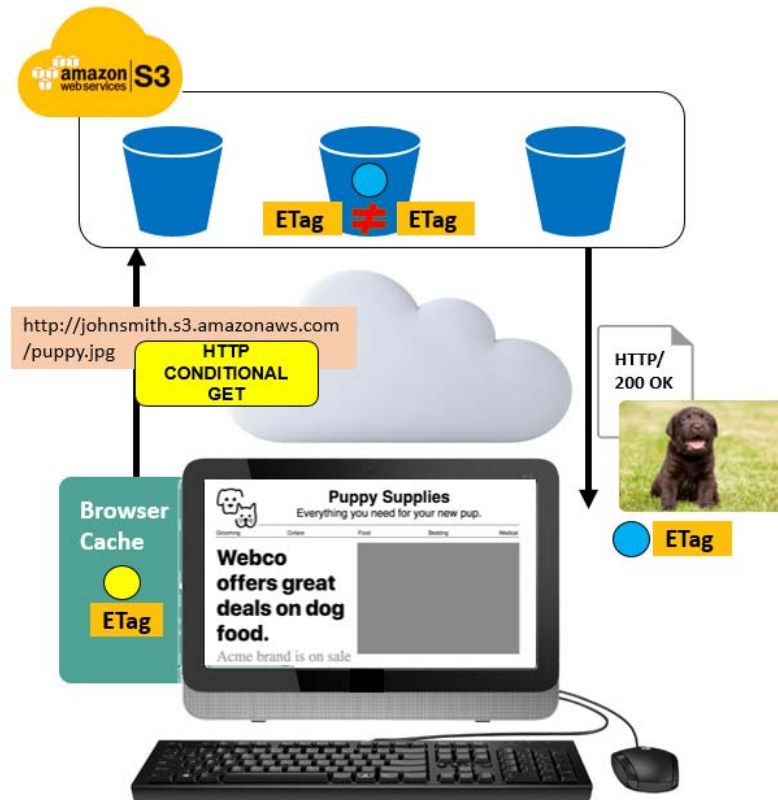 amazon
web services
S3
ETag ≠ ETag
http://johnsmith.s3.amazonaws.com
/puppy.jpg
HTTP
CONDITIONAL
GET
HTTP/
200 OK
Browser
Cache
ETag
Puppy Supplies
Everything you need for your new pup.
Grooming Collars Food Bedding Medical
Webco
offers great
deals on dog
food.
Acme brand is on sale
ETag